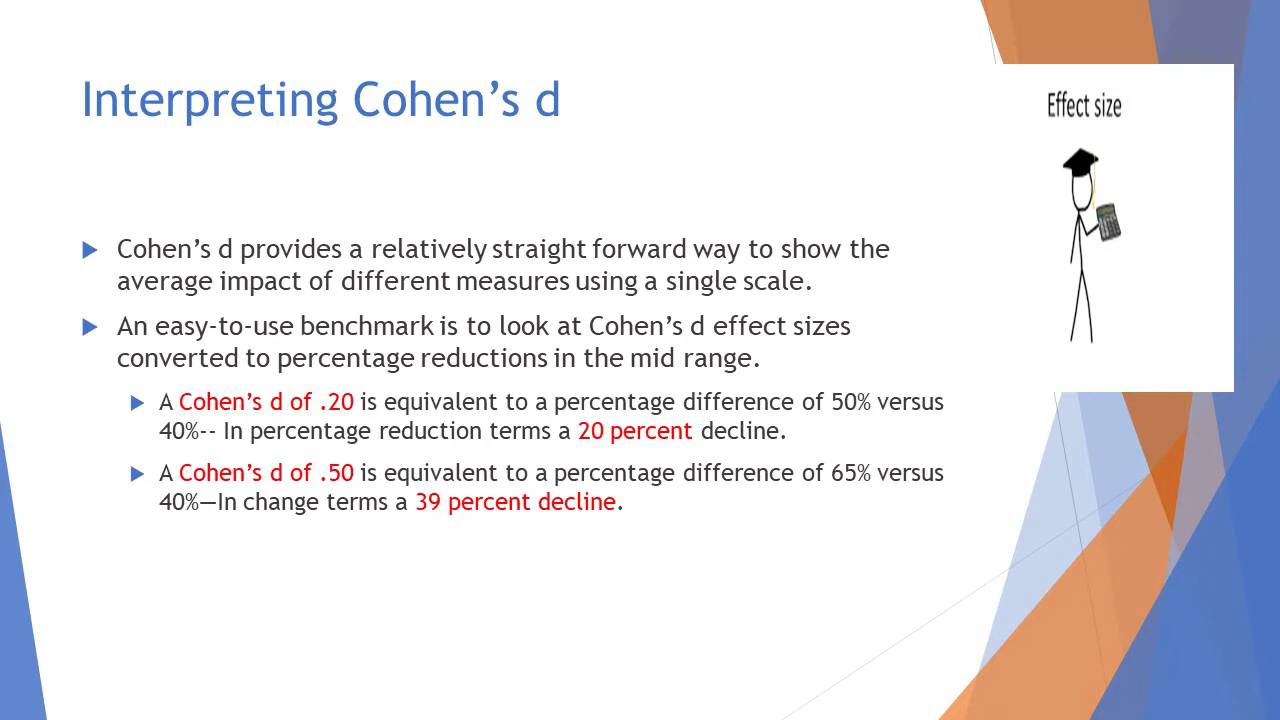 Interpreting Cohen’s d
Effect size
Cohen’s d provides a relatively straight forward way to show the
average impact of different measures using a single scale.
An easy-to-use benchmark is to look at Cohen’s d effect sizes
converted to percentage reductions in the mid range.
A Cohen’s d of .20 is equivalent to a percentage difference of 50% versus
40%-- In percentage reduction terms a 20 percent decline.
A Cohen’s d of .50 is equivalent to a percentage difference of 65% versus
40%—In change terms a 39 percent decline.